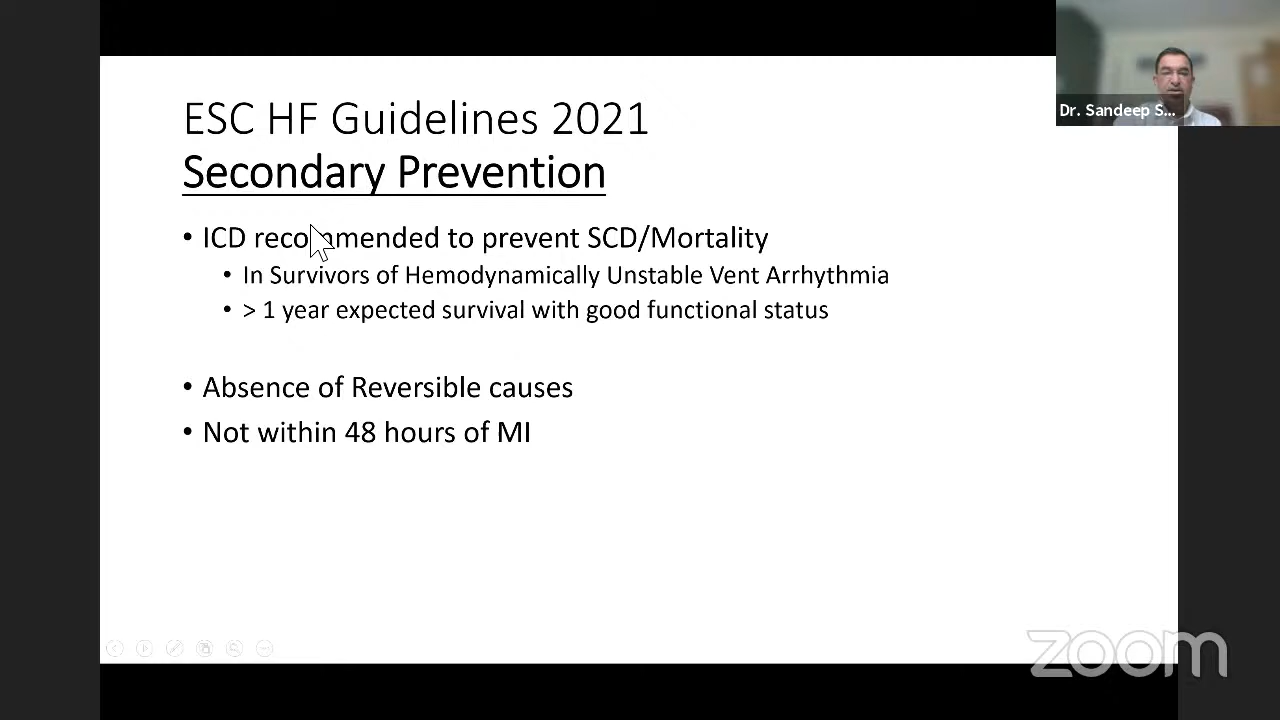 ESC HF Guidelines 2021
Secondary Prevention
• ICD recommended to prevent SCD/Mortality
• In Survivors of Hemodynamically Unstable Vent Arrhythmia
• > 1 year expected survival with good functional status
• Absence of Reversible causes
• Not within 48 hours of MI
Dr. Sandeep S...
zoom